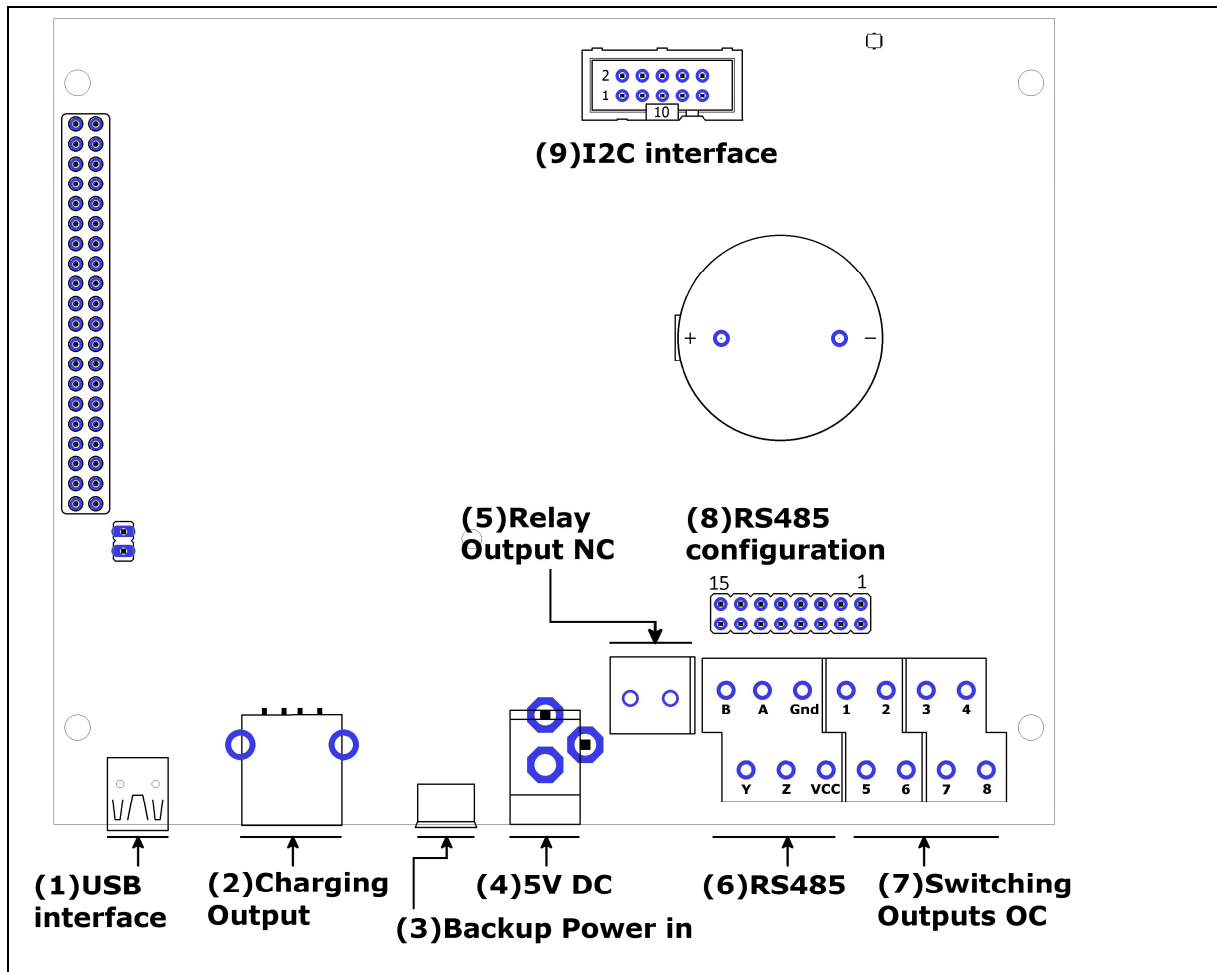 2
1
10
(9)I2C interface
+ −
(5)Relay
Output NC
(8)RS485
configuration
15 1
B A Gnd 1 2 3 4
Y Z VCC 5 6 7 8
(1)USB
interface
(2)Charging
Output
(3)Backup Power in
(4)5V DC
(6)RS485
(7)Switching
Outputs OC